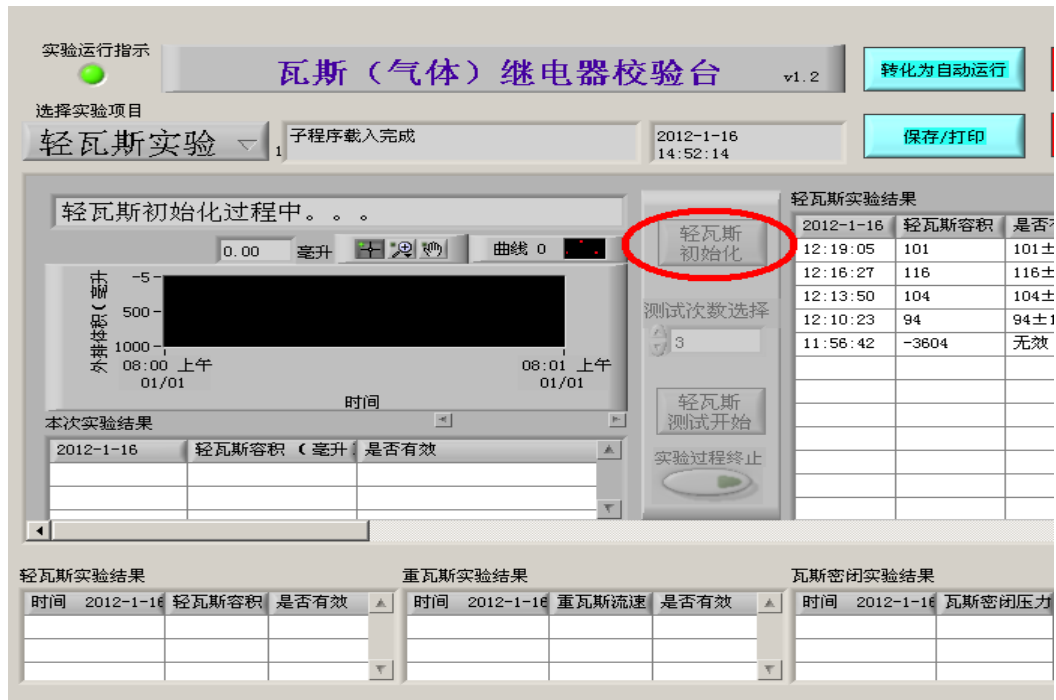 实验运行指示
瓦斯（气体）继电器校验台 v1.2
转化为自动运行
选择实验项目
轻瓦斯实验
1
子程序载入完成
2012-1-16
14:52:14
保存/打印
轻瓦斯初始化过程中。。。
0.00 毫升
曲线 0
外排体积(毫升
-5
500
1000
08:00 上午
01/01
08:01 上午
01/01
时间
轻瓦斯
初始化
测试次数选择
3
轻瓦斯
测试开始
实验过程终止
本次实验结果
2012-1-16 轻瓦斯容积 (毫升 是否有效
轻瓦斯实验结果
2012-1-16 轻瓦斯容积 是否
12:19:05 101 101±
12:16:27 116 116±
12:13:50 104 104±
12:10:23 94 94±1
11:56:42 -3604 无效
轻瓦斯实验结果
时间 2012-1-16 轻瓦斯容积 是否有效
重瓦斯实验结果
时间 2012-1-16 重瓦斯流速 是否有效
瓦斯密闭实验结果
时间 2012-1-16 瓦斯密闭压力